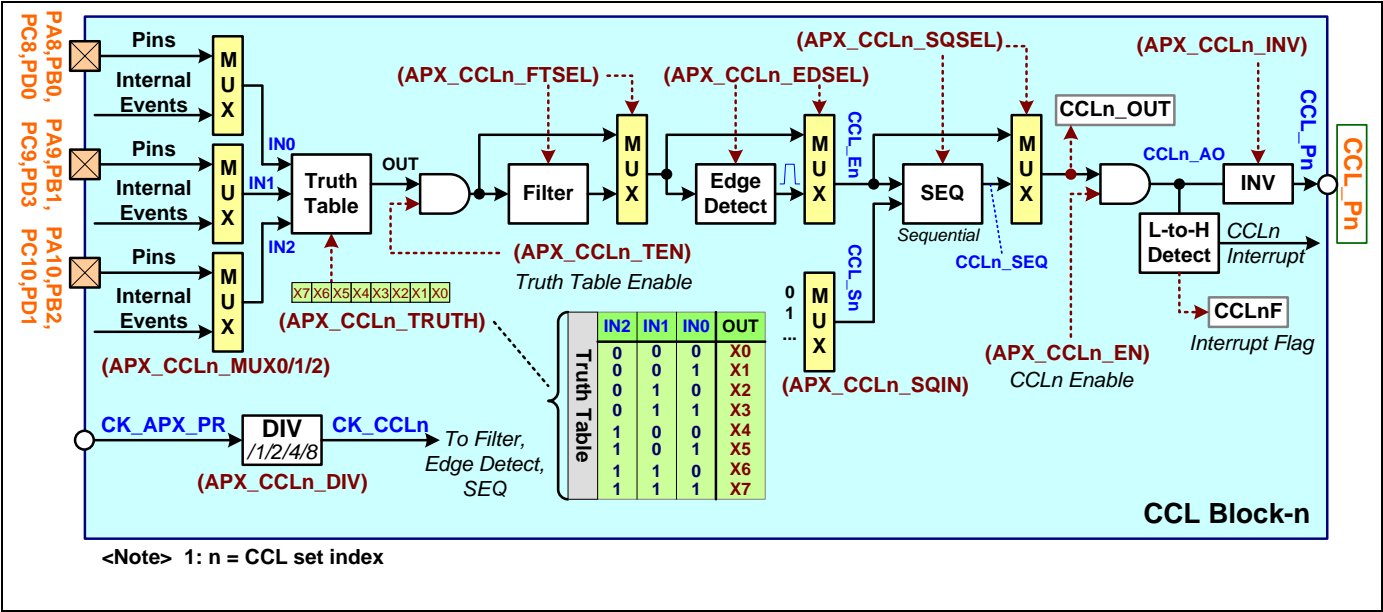 PA8,PB0,
PC8,PD0
PA9,PB1,
PC9,PD3
PA10,PB2,
PC10,PD1
Pins
Internal
Events
MUX
Pins
Internal
Events
MUX
Pins
Internal
Events
MUX
(APX_CCLn_MUX0/1/2)
IN0
IN1
IN2
Truth
Table
OUT
X7 X6 X5 X4 X3 X2 X1 X0
(APX_CCLn_TRUTH)
(APX_CCLn_FTSEL)
Filter
MUX
(APX_CCLn_TEN)
Truth Table Enable
(APX_CCLn_EDSEL)
Edge
Detect
MUX
CCL_En
(APX_CCLn_SQSEL)
SEQ
Sequential
CCLn_SEQ
MUX
CCL_Sn
0
1
...
MUX
(APX_CCLn_SQIN)
CCLn_OUT
(APX_CCLn_EN)
CCLn Enable
CCLn_AO
(APX_CCLn_INV)
INV
CCL_Pn
CCL_Pn
L-to-H
Detect
CCLn
Interrupt
CCLnF
Interrupt Flag
Truth Table
IN2 IN1 IN0 OUT
0 0 0 X0
0 0 1 X1
0 1 0 X2
0 1 1 X3
1 0 0 X4
1 0 1 X5
1 1 0 X6
1 1 1 X7
CK_APX_PR
DIV
/1/2/4/8
CK_CCLn
(APX_CCLn_DIV)
To Filter,
Edge Detect,
SEQ
CCL Block-n
<Note> 1: n = CCL set index